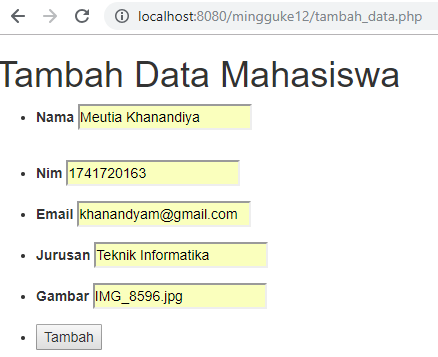 localhost:8080/mingguke12/tambah_data.php
Tambah Data Mahasiswa
Nama Meutia Khanandiya
Nim 1741720163
Email khanandyam@gmail.com
Jurusan Teknik Informatika
Gambar IMG_8596.jpg
Tambah